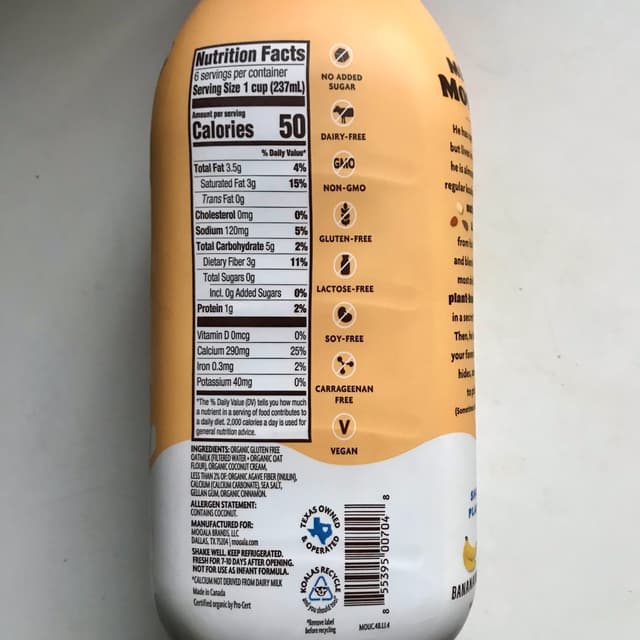 Nutrition Facts
6 servings per container
Serving Size 1 cup (237mL)
Amount per serving
Calories 50
% Daily Value*
Total Fat 3.5g 4%
Saturated Fat 3g 15%
Trans Fat 0g
Cholesterol 0mg 0%
Sodium 120mg 5%
Total Carbohydrate 5g 2%
Dietary Fiber 3g 11%
Total Sugars 0g
Incl. 0g Added Sugars 0%
Protein 1g 2%
Vitamin D 0mcg 0%
Calcium 290mg 25%
Iron 0.3mg 2%
Potassium 40mg 0%
*The % Daily Value (DV) tells you how much
a nutrient in a serving of food contributes to
a daily diet. 2,000 calories a day is used for
general nutrition advice.
INGREDIENTS: ORGANIC GLUTEN FREE
OATMILK (FILTERED WATER + ORGANIC OAT
FLOUR), ORGANIC COCONUT CREAM,
LESS THAN 2% OF: ORGANIC AGAVE FIBER (INULIN),
CALCIUM (CALCIUM CARBONATE), SEA SALT,
GELLAN GUM, ORGANIC CINNAMON.
ALLERGEN STATEMENT:
CONTAINS COCONUT.
MANUFACTURED FOR:
MOOALA BRANDS, LLC
DALLAS, TX 75204 | mooala.com
SHAKE WELL. KEEP REFRIGERATED.
FRESH FOR 7-10 DAYS AFTER OPENING.
NOT FOR USE AS INFANT FORMULA.
*CALCIUM NOT DERIVED FROM DAIRY MILK
Made in Canada
Certified organic by Pro-Cert
NO ADDED
SUGAR
DAIRY-FREE
GMO
NON-GMO
GLUTEN-FREE
LACTOSE-FREE
SOY-FREE
CARRAGEENAN
FREE
V
VEGAN
TEXAS OWNED
& OPERATED
KOALAS RECYCLE
and you should too!
*Remove label
before recycling
8 55395 00704 8
MOUC.48.LL4
He ha
but
he is
regular
from
and
most
plant-
in a
Then, he
your
hides,
to
(Sometimes
BANAN